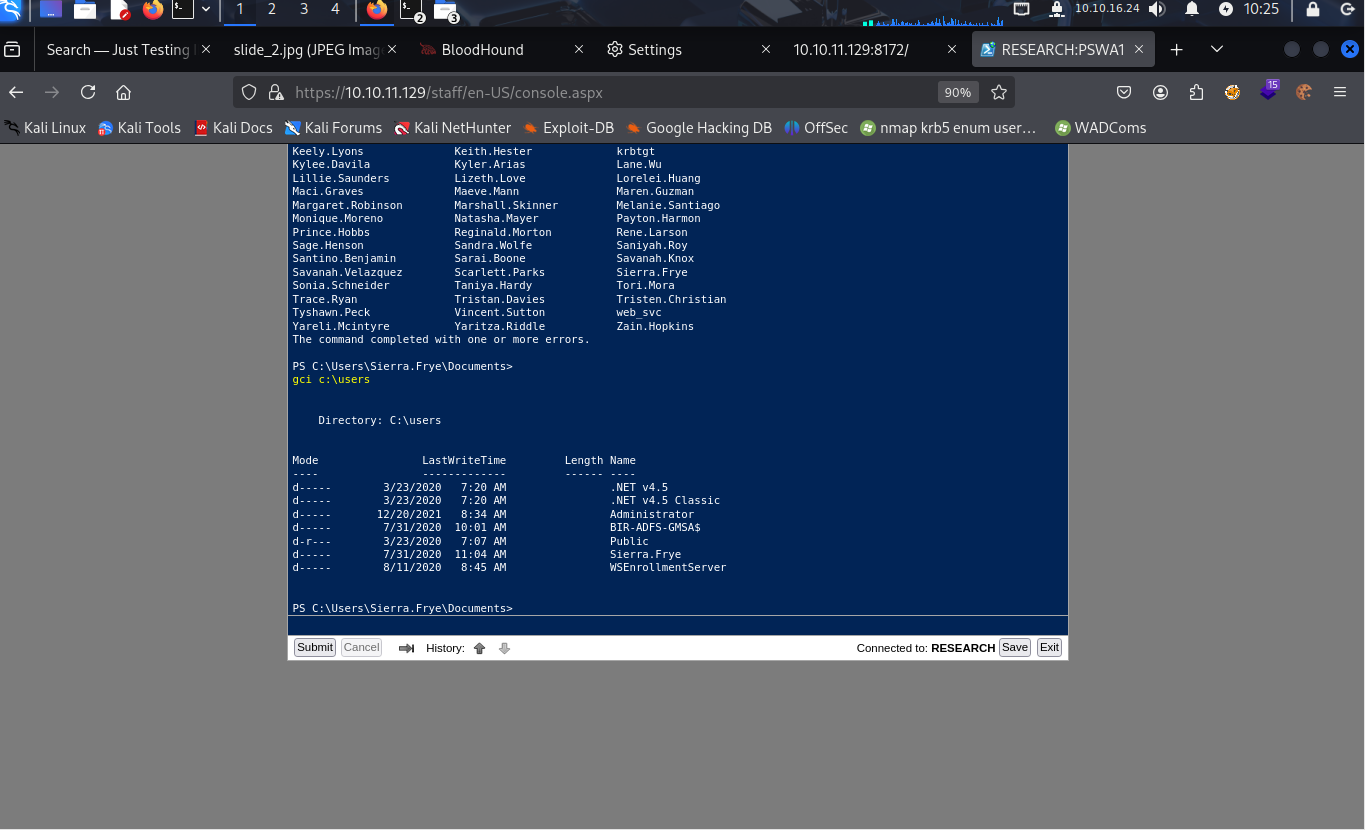 1 2 3 4 2 3 10.10.16.24 10:25
Search — Just Testing slide_2.jpg (JPEG Imag BloodHound Settings 10.10.11.129:8172/ RESEARCH:PSWA1
https://10.10.11.129/staff/en-US/console.aspx 90% 15
Kali Linux Kali Tools Kali Docs Kali Forums Kali NetHunter Exploit-DB Google Hacking DB OffSec nmap krb5 enum user... WADComs
Keely.Lyons Keith.Hester krbtgt
Kylee.Davila Kyler.Arias Lane.Wu
Lillie.Saunders Lizeth.Love Lorelei.Huang
Maci.Graves Maeve.Mann Maren.Guzman
Margaret.Robinson Marshall.Skinner Melanie.Santiago
Monique.Moreno Natasha.Mayer Payton.Harmon
Prince.Hobbs Reginald.Morton Rene.Larson
Sage.Henson Sandra.Wolfe Saniyah.Roy
Santino.Benjamin Sarai.Boone Savanah.Knox
Savanah.Velazquez Scarlett.Parks Sierra.Frye
Sonia.Schneider Taniya.Hardy Tori.Mora
Trace.Ryan Tristan.Davies Tristen.Christian
Tyshawn.Peck Vincent.Sutton web_svc
Yareli.Mcintyre Yaritza.Riddle Zain.Hopkins
The command completed with one or more errors.
PS C:\Users\Sierra.Frye\Documents>
gci c:\users
Directory: C:\users
Mode LastWriteTime Length Name
---- ------------- ------ ----
d----- 3/23/2020 7:20 AM .NET v4.5
d----- 3/23/2020 7:20 AM .NET v4.5 Classic
d----- 12/20/2021 8:34 AM Administrator
d----- 7/31/2020 10:01 AM BIR-ADFS-GMSA$
d-r--- 3/23/2020 7:07 AM Public
d----- 7/31/2020 11:04 AM Sierra.Frye
d----- 8/11/2020 8:45 AM WSEnrollmentServer
PS C:\Users\Sierra.Frye\Documents>
Submit Cancel History: Connected to: RESEARCH Save Exit